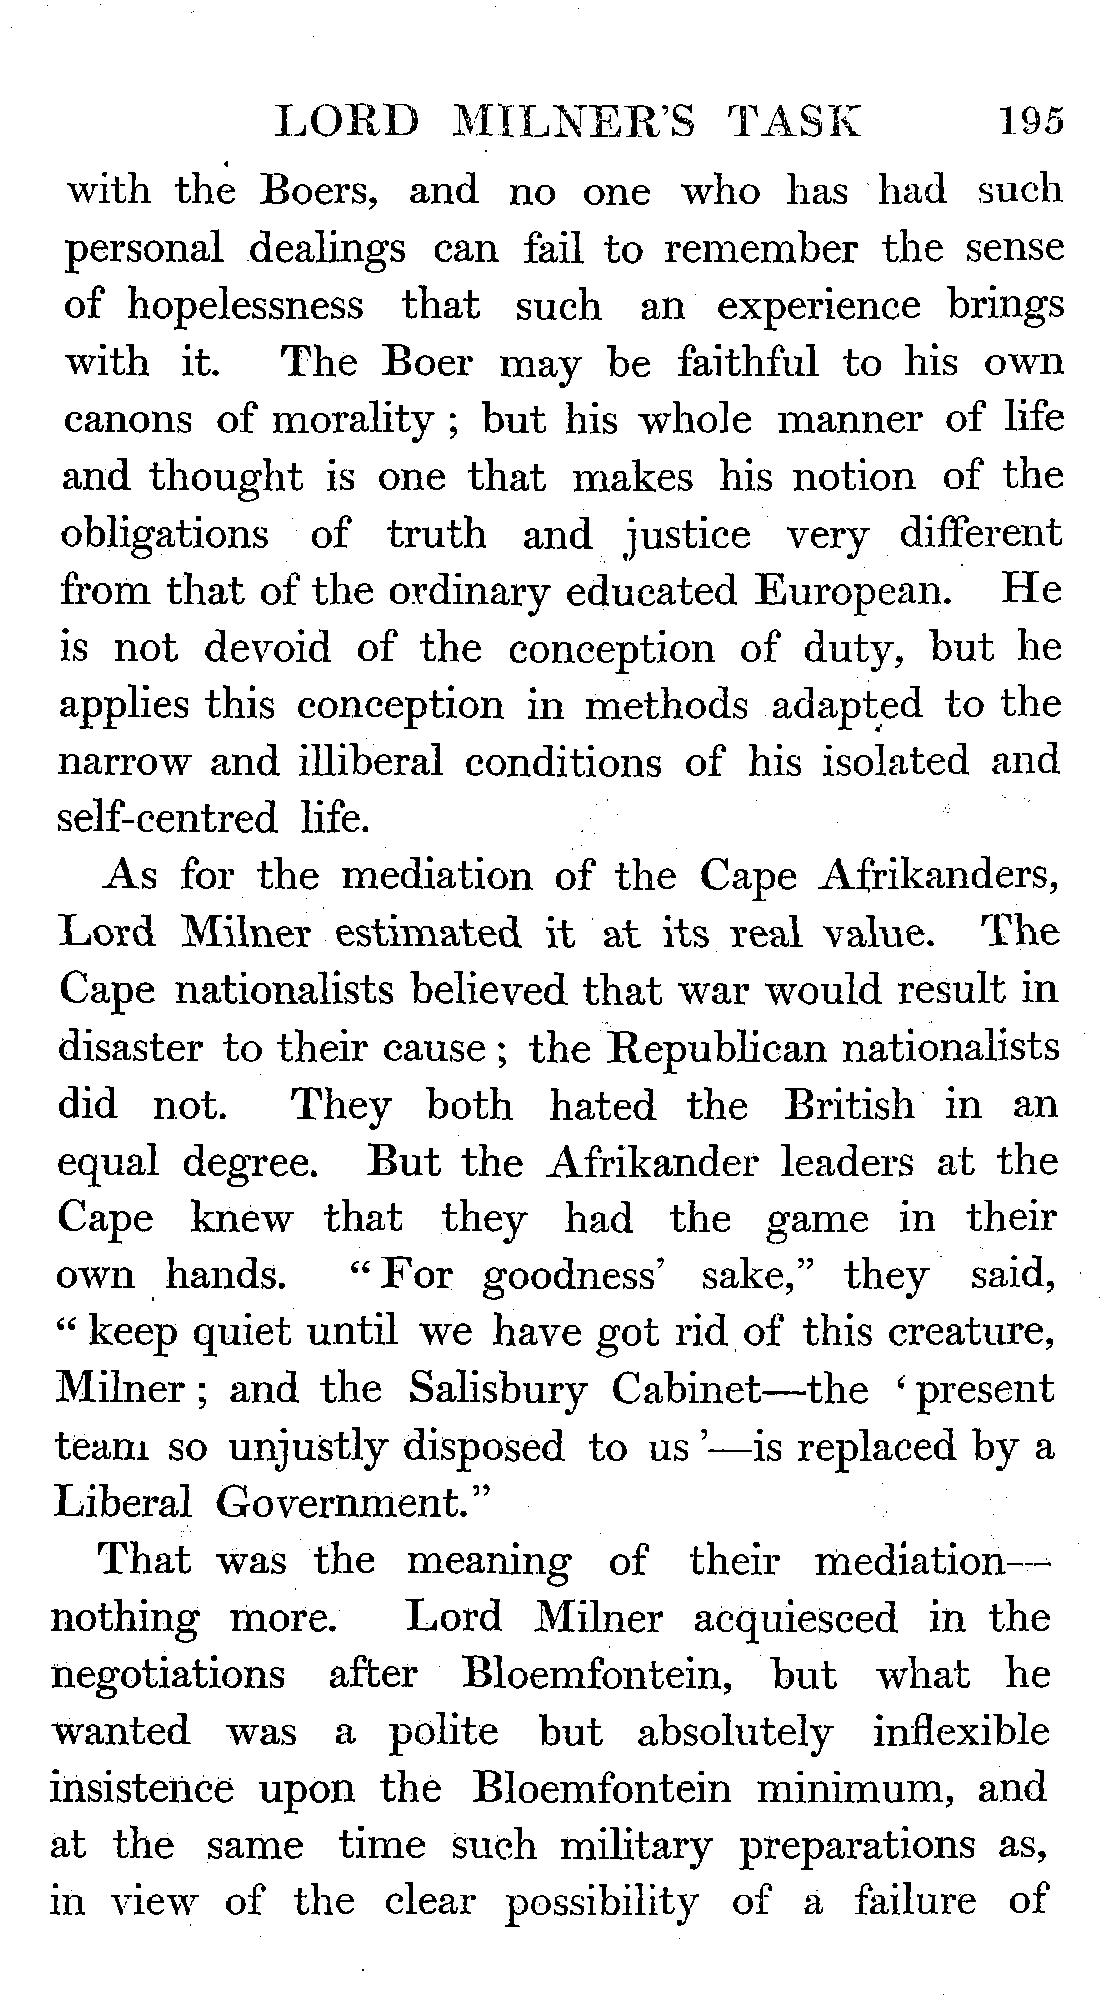 LORD MILNER'S TASK 195
with the Boers, and no one who has had such
personal dealings can fail to remember the sense
of hopelessness that such an experience brings
with it. The Boer may be faithful to his own
canons of morality ; but his whole manner of life
and thought is one that makes his notion of the
obligations of truth and justice very different
from that of the ordinary educated European. He
is not devoid of the conception of duty, but he
applies this conception in methods adapted to the
narrow and illiberal conditions of his isolated and
self-centred life.
As for the mediation of the Cape Afrikanders,
Lord Milner estimated it at its real value. The
Cape nationalists believed that war would result in
disaster to their cause ; the Republican nationalists
did not. They both hated the British in an
equal degree. But the Afrikander leaders at the
Cape knew that they had the game in their
own hands. “ For goodness’ sake,” they said,
“ keep quiet until we have got rid of this creature,
Milner ; and the Salisbury Cabinet—the ‘ present
team so unjustly disposed to us ’—is replaced by a
Liberal Government.”
That was the meaning of their mediation—
nothing more. Lord Milner acquiesced in the
negotiations after Bloemfontein, but what he
wanted was a polite but absolutely inflexible
insistence upon the Bloemfontein minimum, and
at the same time such military preparations as,
in view of the clear possibility of a failure of